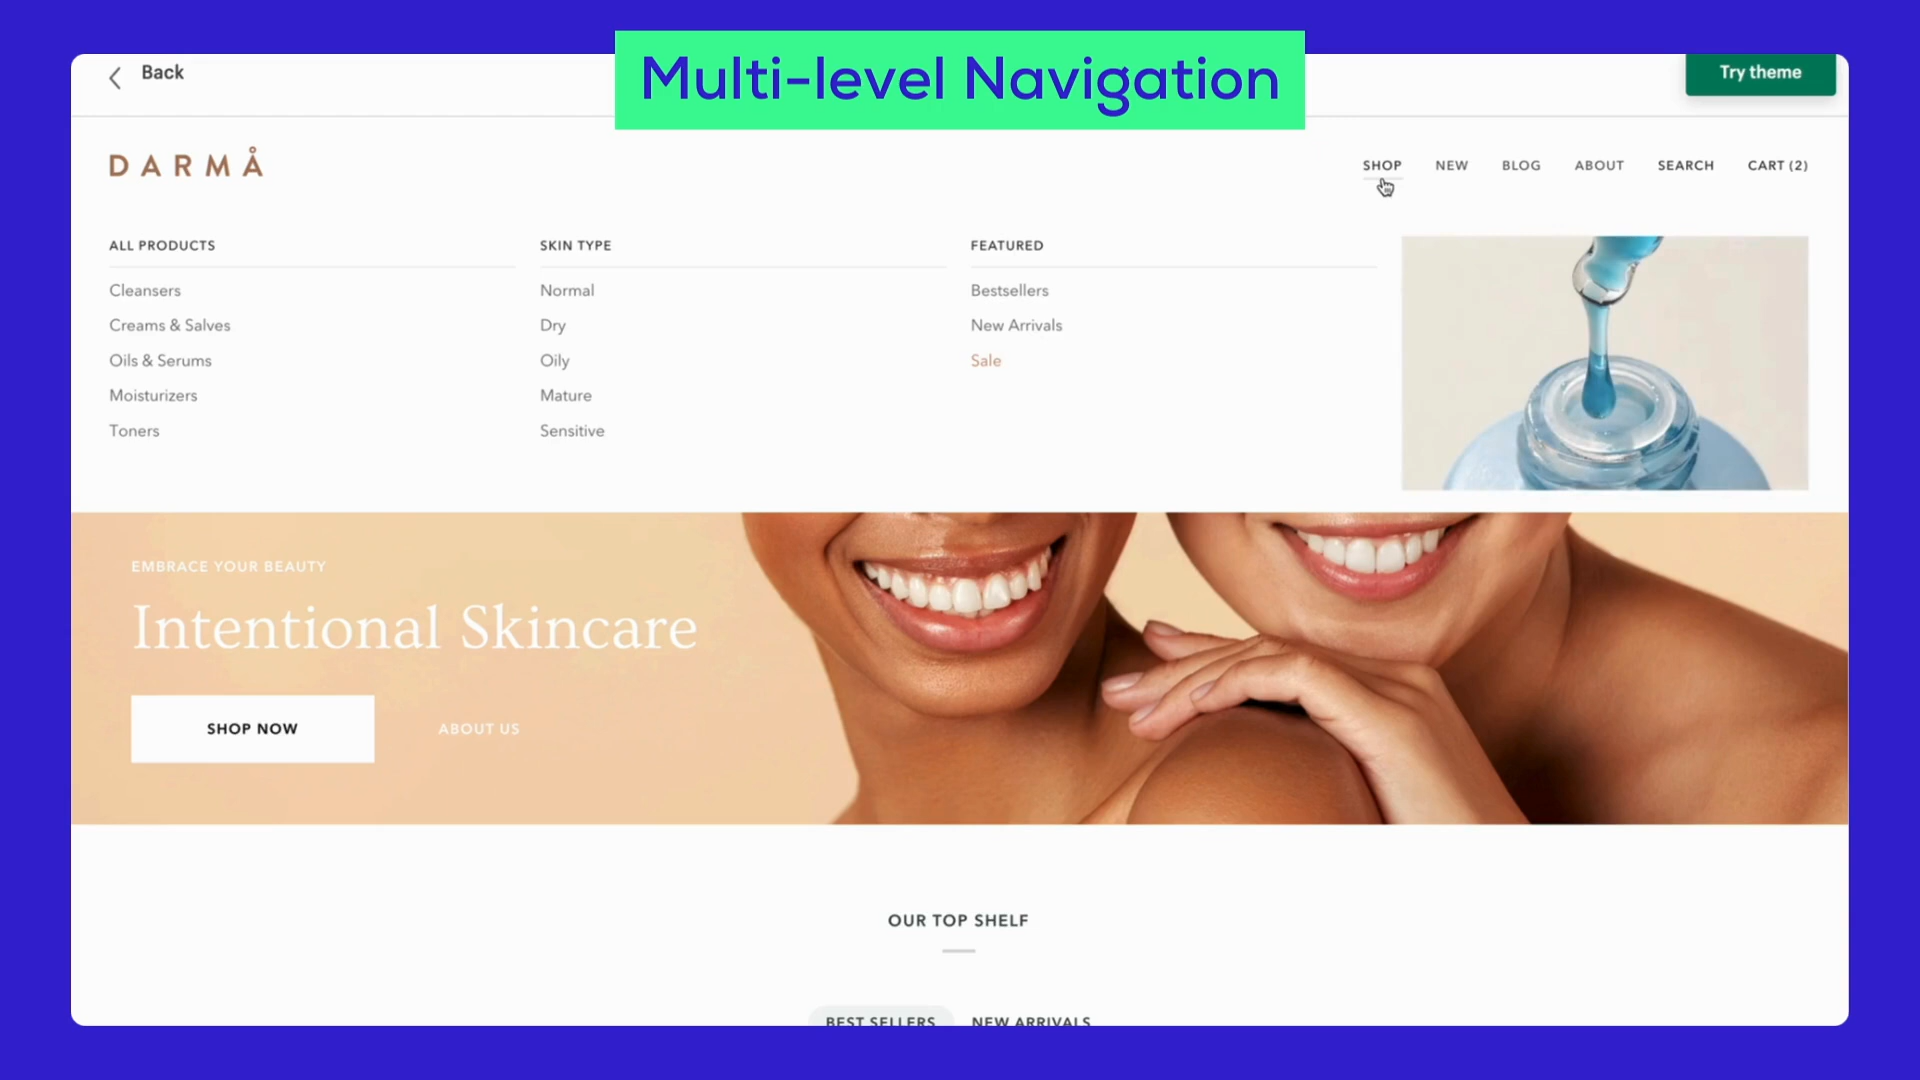 Multi-level Navigation
Back
Try theme
DARMÅ
SHOP NEW BLOG ABOUT SEARCH CART (2)
ALL PRODUCTS
Cleansers
Creams & Salves
Oils & Serums
Moisturizers
Toners
SKIN TYPE
Normal
Dry
Oily
Mature
Sensitive
FEATURED
Bestsellers
New Arrivals
Sale
EMBRACE YOUR BEAUTY
Intentional Skincare
SHOP NOW
ABOUT US
OUR TOP SHELF
BEST SELLERS NEW ARRIVALS